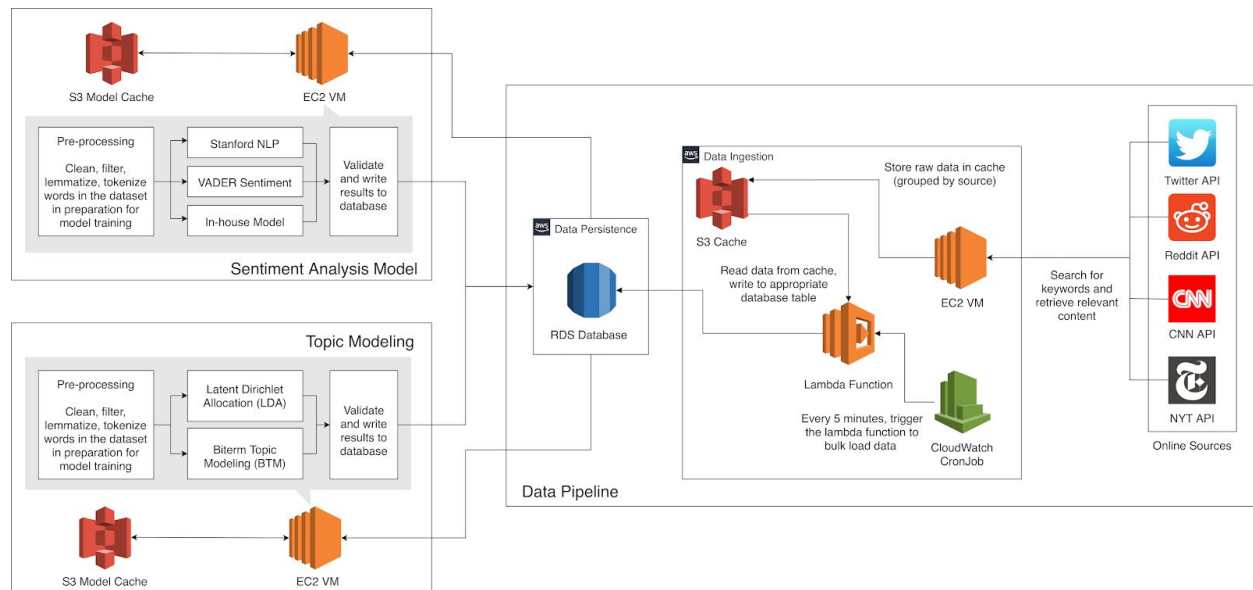 S3 Model Cache
EC2 VM
Pre-processing
Clean, filter,
lemmatize, tokenize
words in the dataset
in preparation for
model training
Stanford NLP
VADER Sentiment
In-house Model
Validate
and write
results to
database
Sentiment Analysis Model
Topic Modeling
Pre-processing
Clean, filter,
lemmatize, tokenize
words in the dataset
in preparation for
model training
Latent Dirichlet
Allocation (LDA)
Biterm Topic
Modeling (BTM)
Validate
and write
results to
database
S3 Model Cache
EC2 VM
aws
Data Persistence
RDS Database
Data Pipeline
aws
Data Ingestion
S3 Cache
Store raw data in cache
(grouped by source)
EC2 VM
Read data from cache,
write to appropriate
database table
Lambda Function
Every 5 minutes, trigger
the lambda function to
bulk load data
CloudWatch
CronJob
Search for
keywords and
retrieve relevant
content
Twitter API
Reddit API
CNN
CNN API
T
NYT API
Online Sources